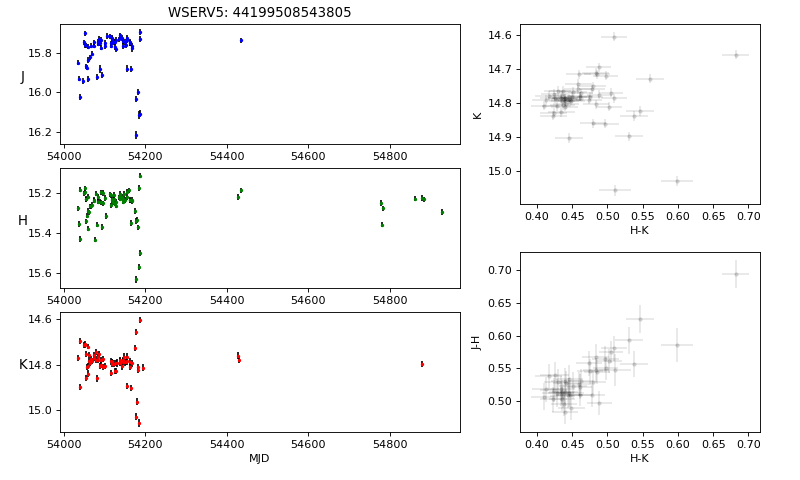 WSERV5: 44199508543805
J
15.8
16.0
16.2
54000 54200 54400 54600 54800
H
15.2
15.4
15.6
54000 54200 54400 54600 54800
K
14.6
14.8
15.0
54000 54200 54400 54600 54800
MJD
K
14.6
14.7
14.8
14.9
15.0
0.40 0.45 0.50 0.55 0.60 0.65 0.70
H-K
J-H
0.70
0.65
0.60
0.55
0.50
0.40 0.45 0.50 0.55 0.60 0.65 0.70
H-K